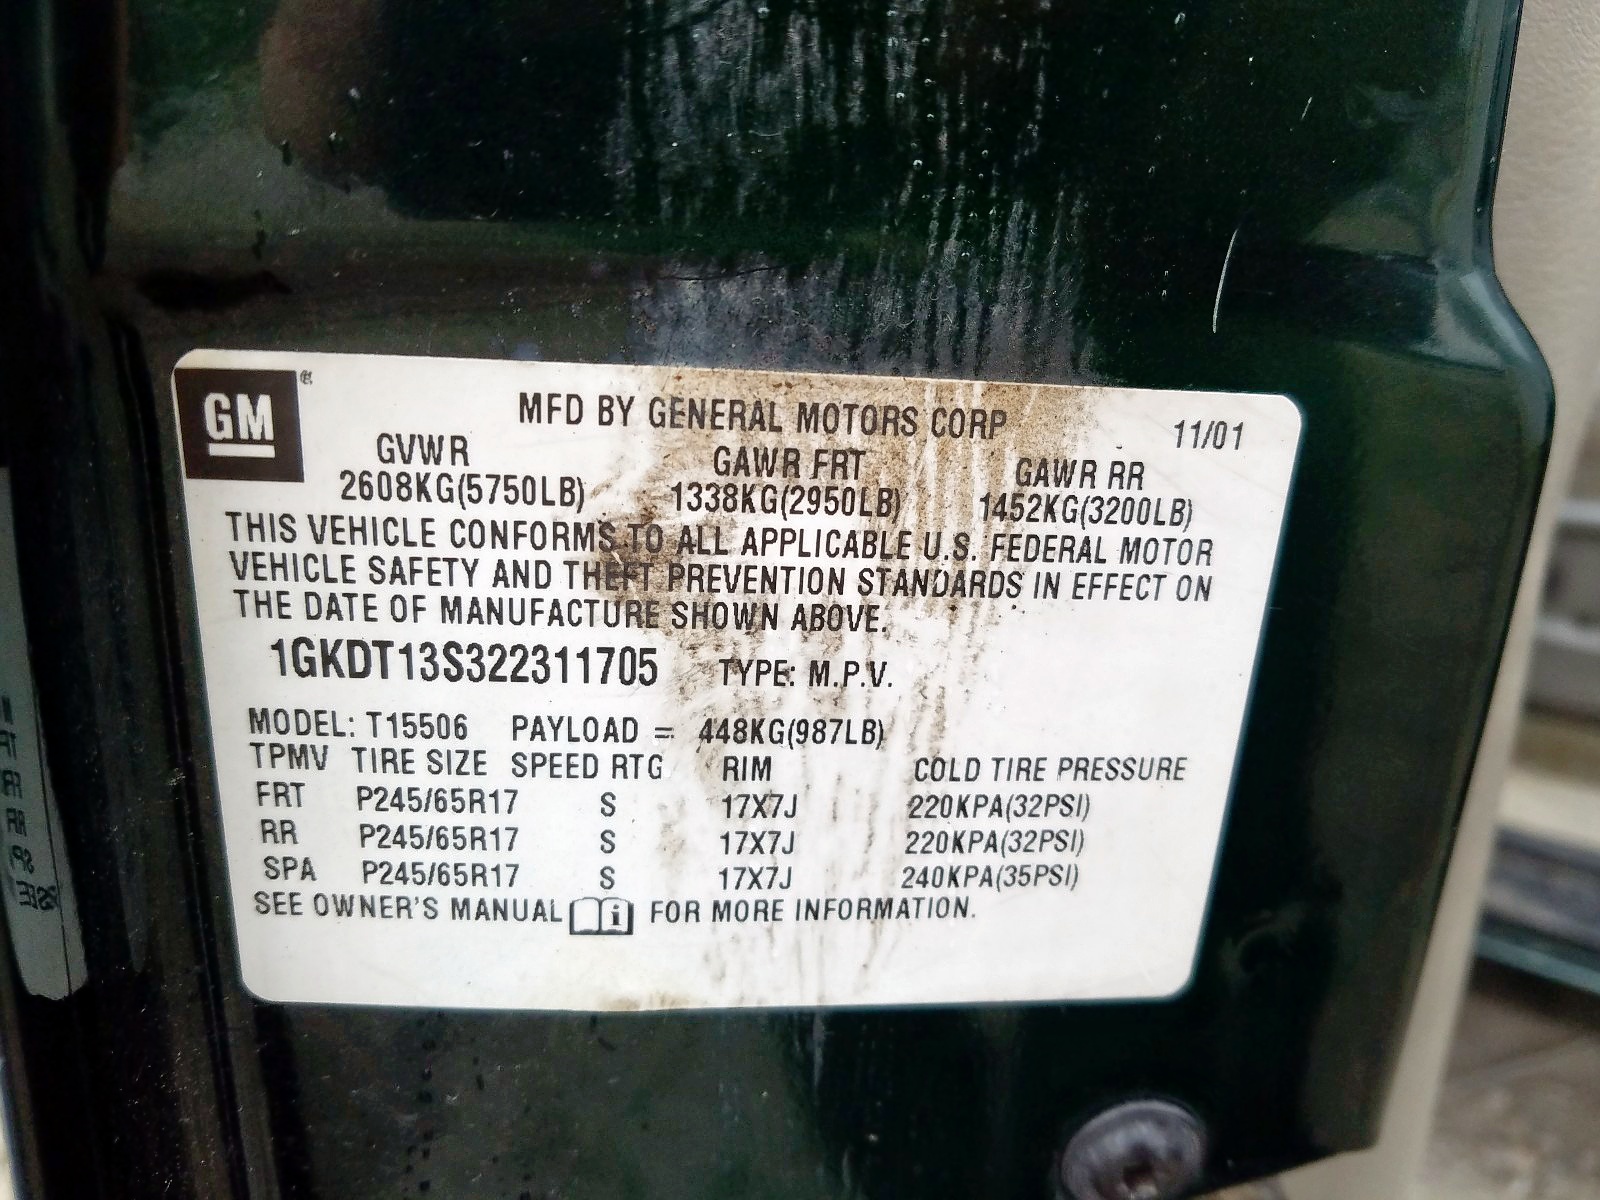 GM
MFD BY GENERAL MOTORS CORP 11/01
GVWR GAWR FRT GAWR RR
2608KG(5750LB) 1338KG(2950LB) 1452KG(3200LB)
THIS VEHICLE CONFORMS TO ALL APPLICABLE U.S. FEDERAL MOTOR
VEHICLE SAFETY AND THEFT PREVENTION STANDARDS IN EFFECT ON
THE DATE OF MANUFACTURE SHOWN ABOVE.
1GKDT13S322311705 TYPE: M.P.V.
MODEL: T15506 PAYLOAD = 448KG(987LB)
TPMV TIRE SIZE SPEED RTG RIM COLD TIRE PRESSURE
FRT P245/65R17 S 17X7J 220KPA(32PSI)
RR P245/65R17 S 17X7J 220KPA(32PSI)
SPA P245/65R17 S 17X7J 240KPA(35PSI)
SEE OWNER'S MANUAL FOR MORE INFORMATION.